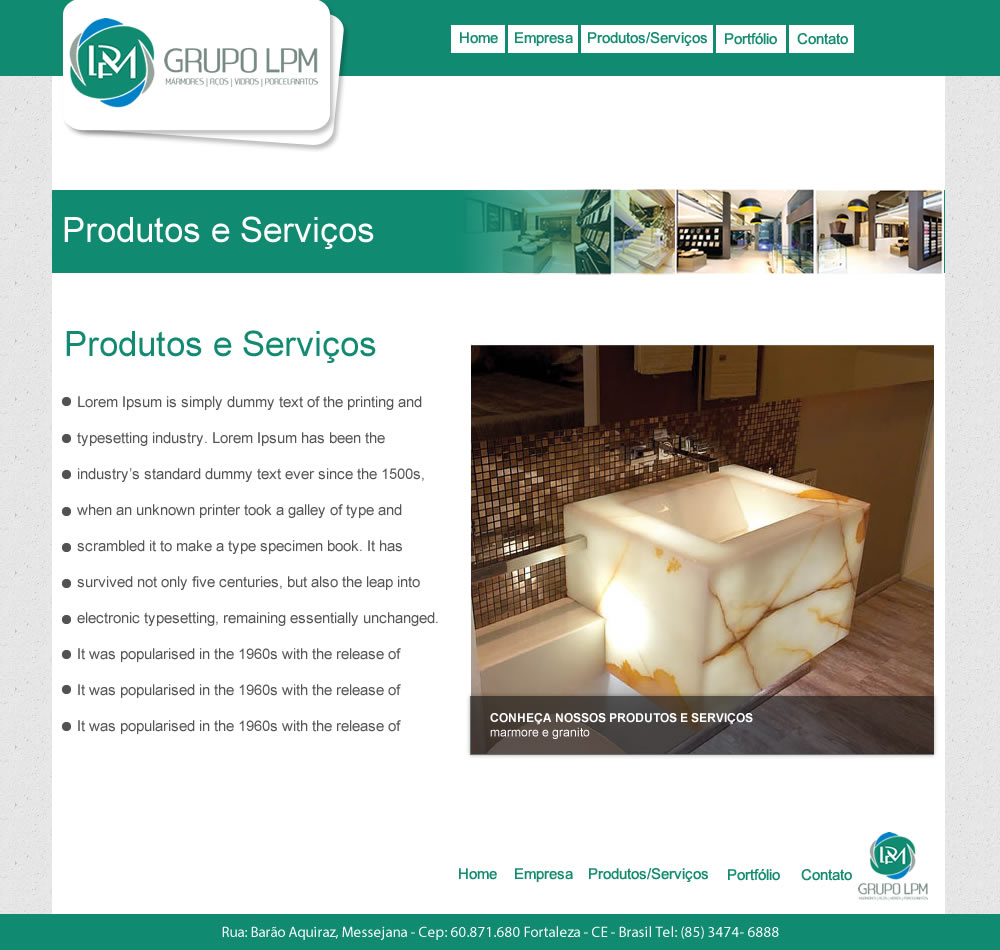 LPM
GRUPO LPM
MÁRMORES | AÇOS | VIDROS | PORCELANATOS
Home Empresa Produtos/Serviços Portfólio Contato
Produtos e Serviços
Produtos e Serviços
Lorem Ipsum is simply dummy text of the printing and
typesetting industry. Lorem Ipsum has been the
industry’s standard dummy text ever since the 1500s,
when an unknown printer took a galley of type and
scrambled it to make a type specimen book. It has
survived not only five centuries, but also the leap into
electronic typesetting, remaining essentially unchanged.
It was popularised in the 1960s with the release of
It was popularised in the 1960s with the release of
It was popularised in the 1960s with the release of
CONHEÇA NOSSOS PRODUTOS E SERVIÇOS
marmore e granito
Home Empresa Produtos/Serviços Portfólio Contato
LPM
GRUPO LPM
Rua: Barão Aquiraz, Messejana - Cep: 60.871.680 Fortaleza - CE - Brasil Tel: (85) 3474- 6888